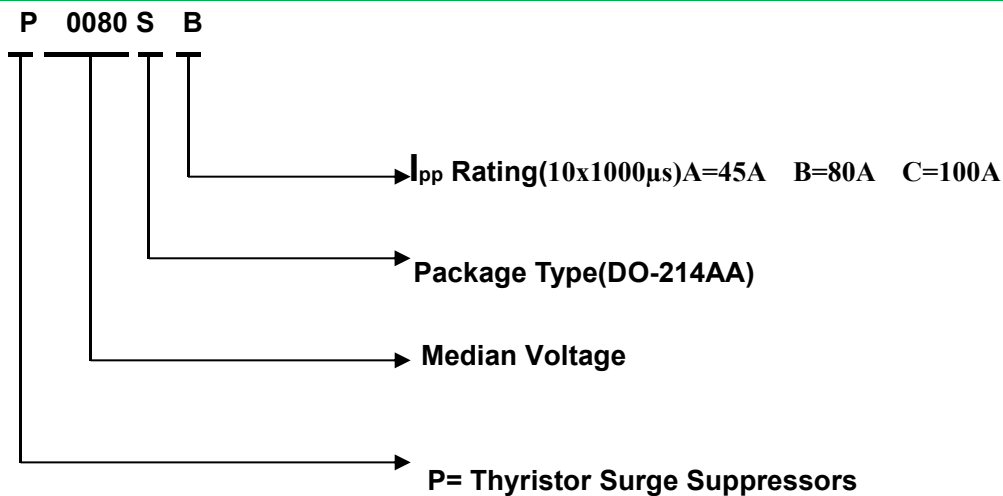 P 0080 S B
Ipp Rating(10x1000μs)A=45A B=80A C=100A
Package Type(DO-214AA)
Median Voltage
P= Thyristor Surge Suppressors